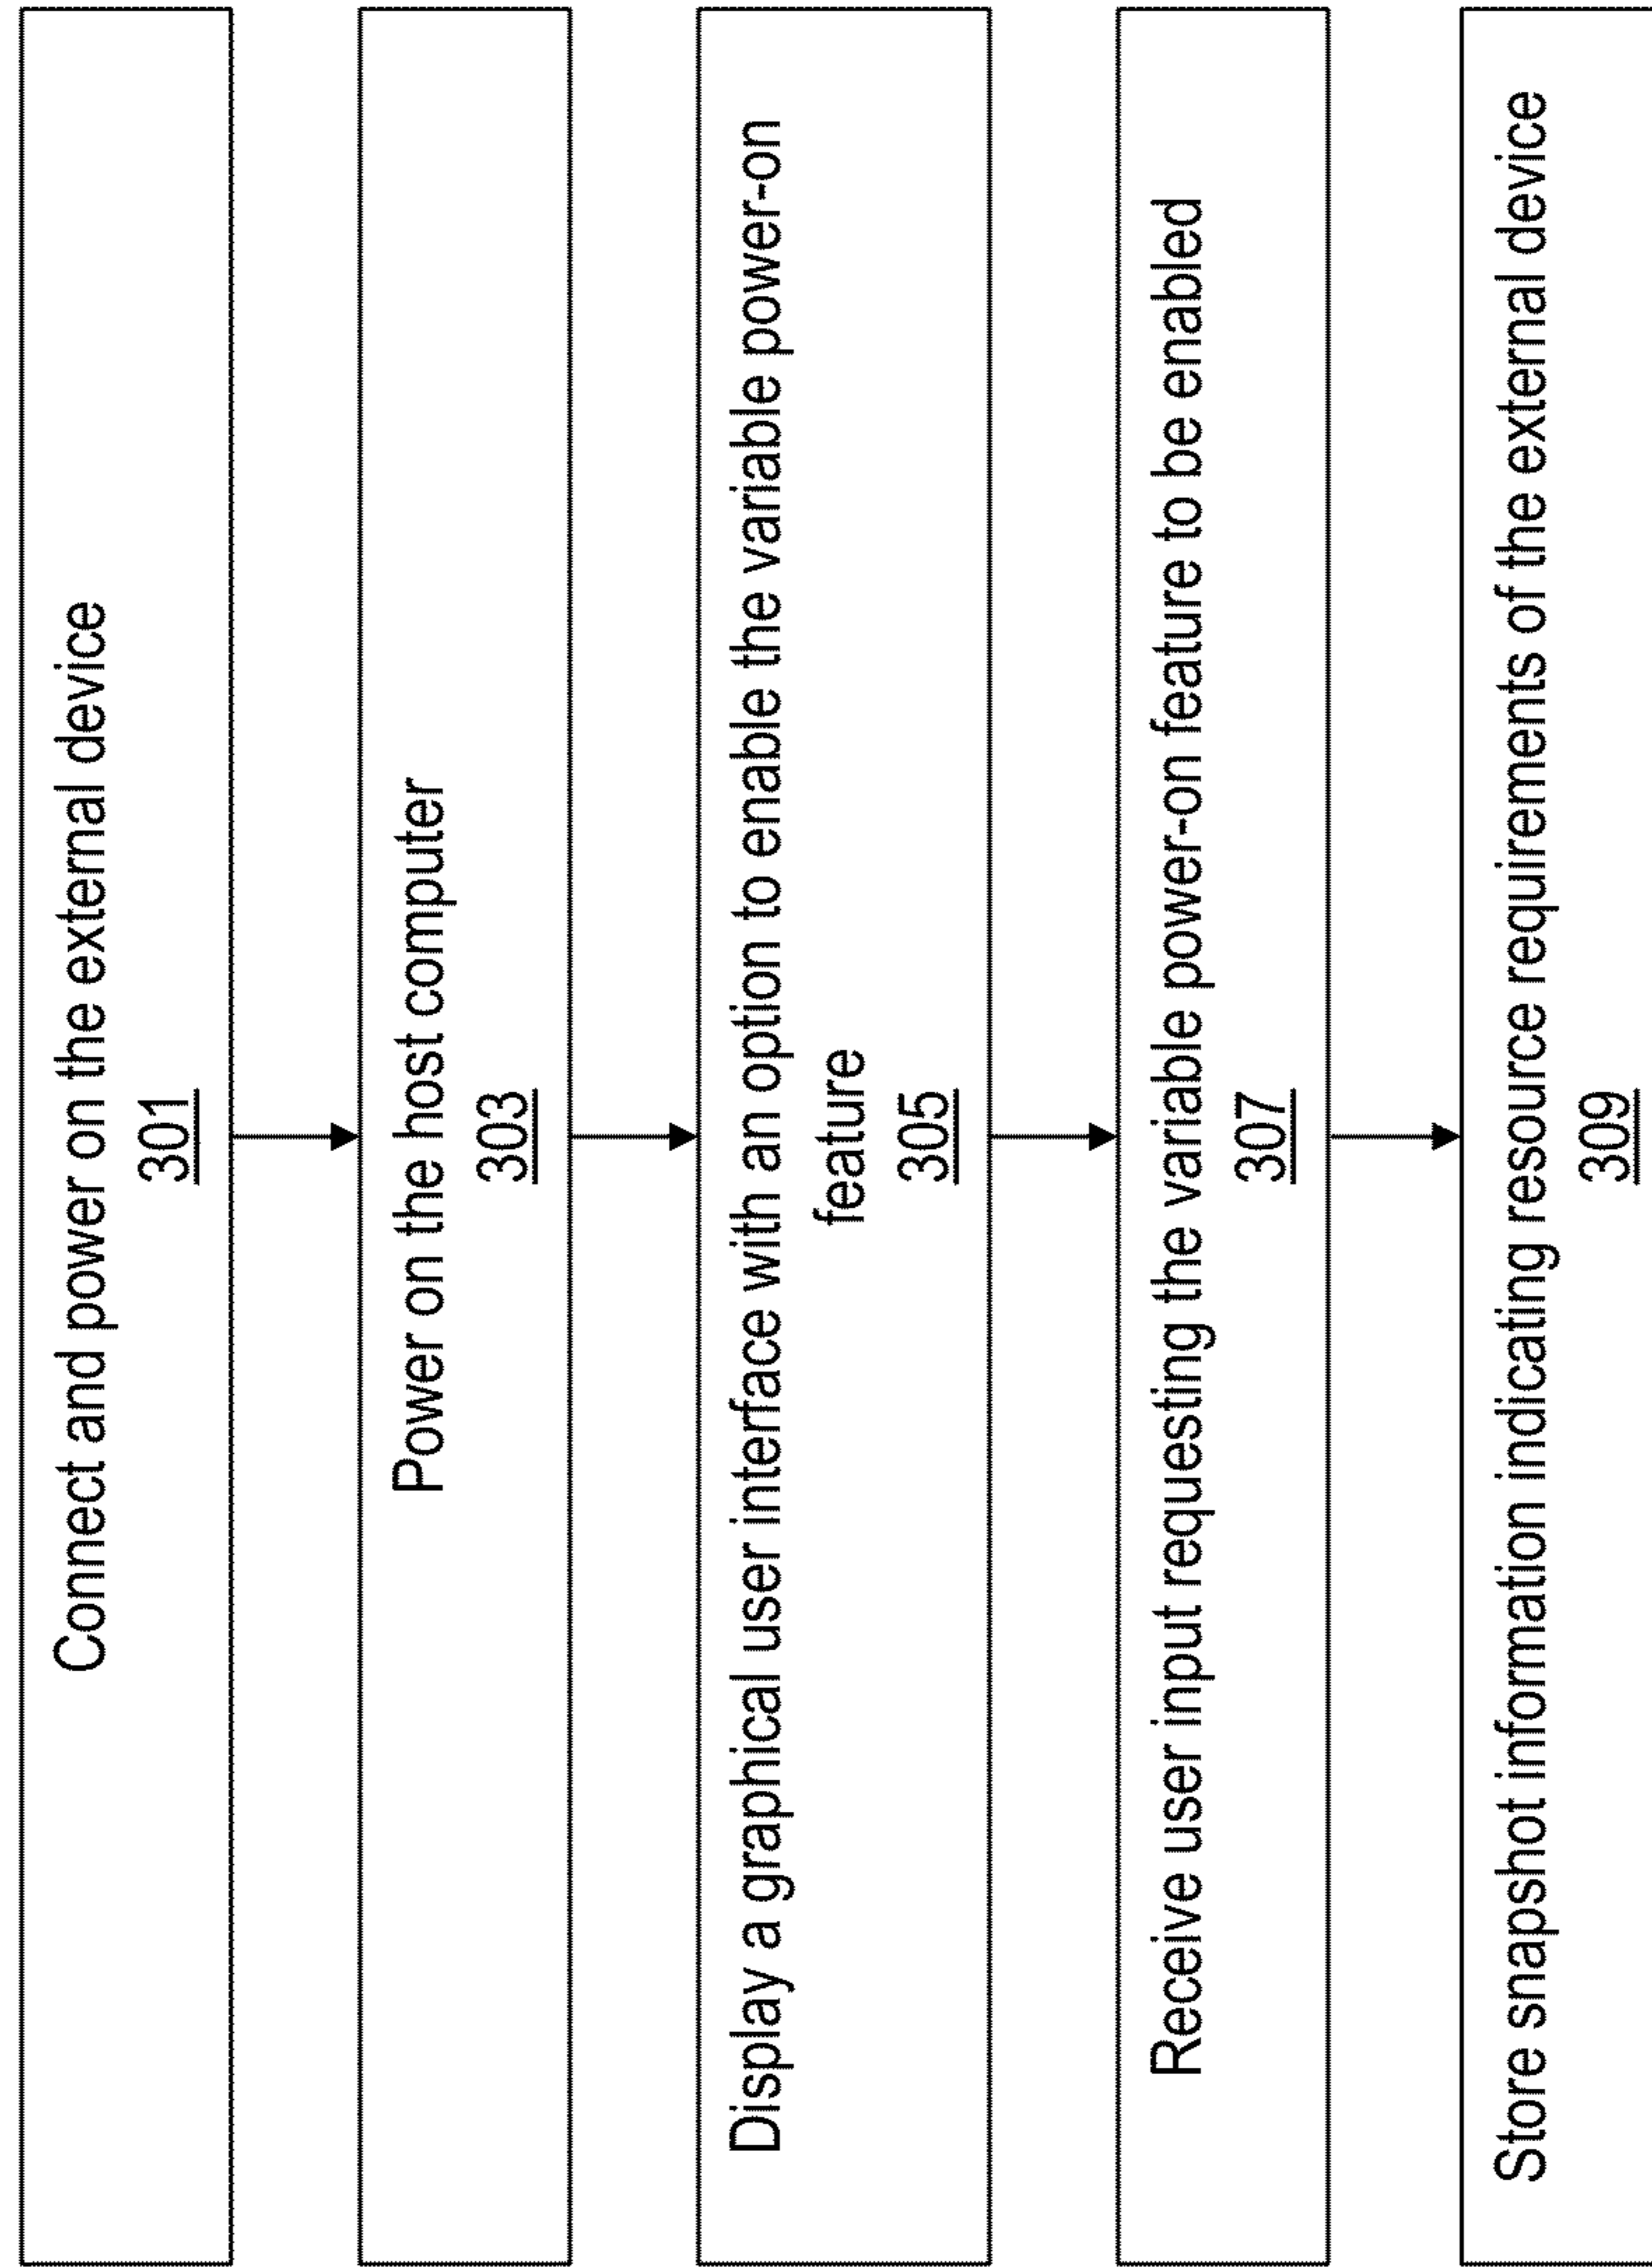 Connect and power on the external device
301
Power on the host computer
303
Display a graphical user interface with an option to enable the variable power-on
feature
305
Receive user input requesting the variable power-on feature to be enabled
307
Store snapshot information indicating resource requirements of the external device
309